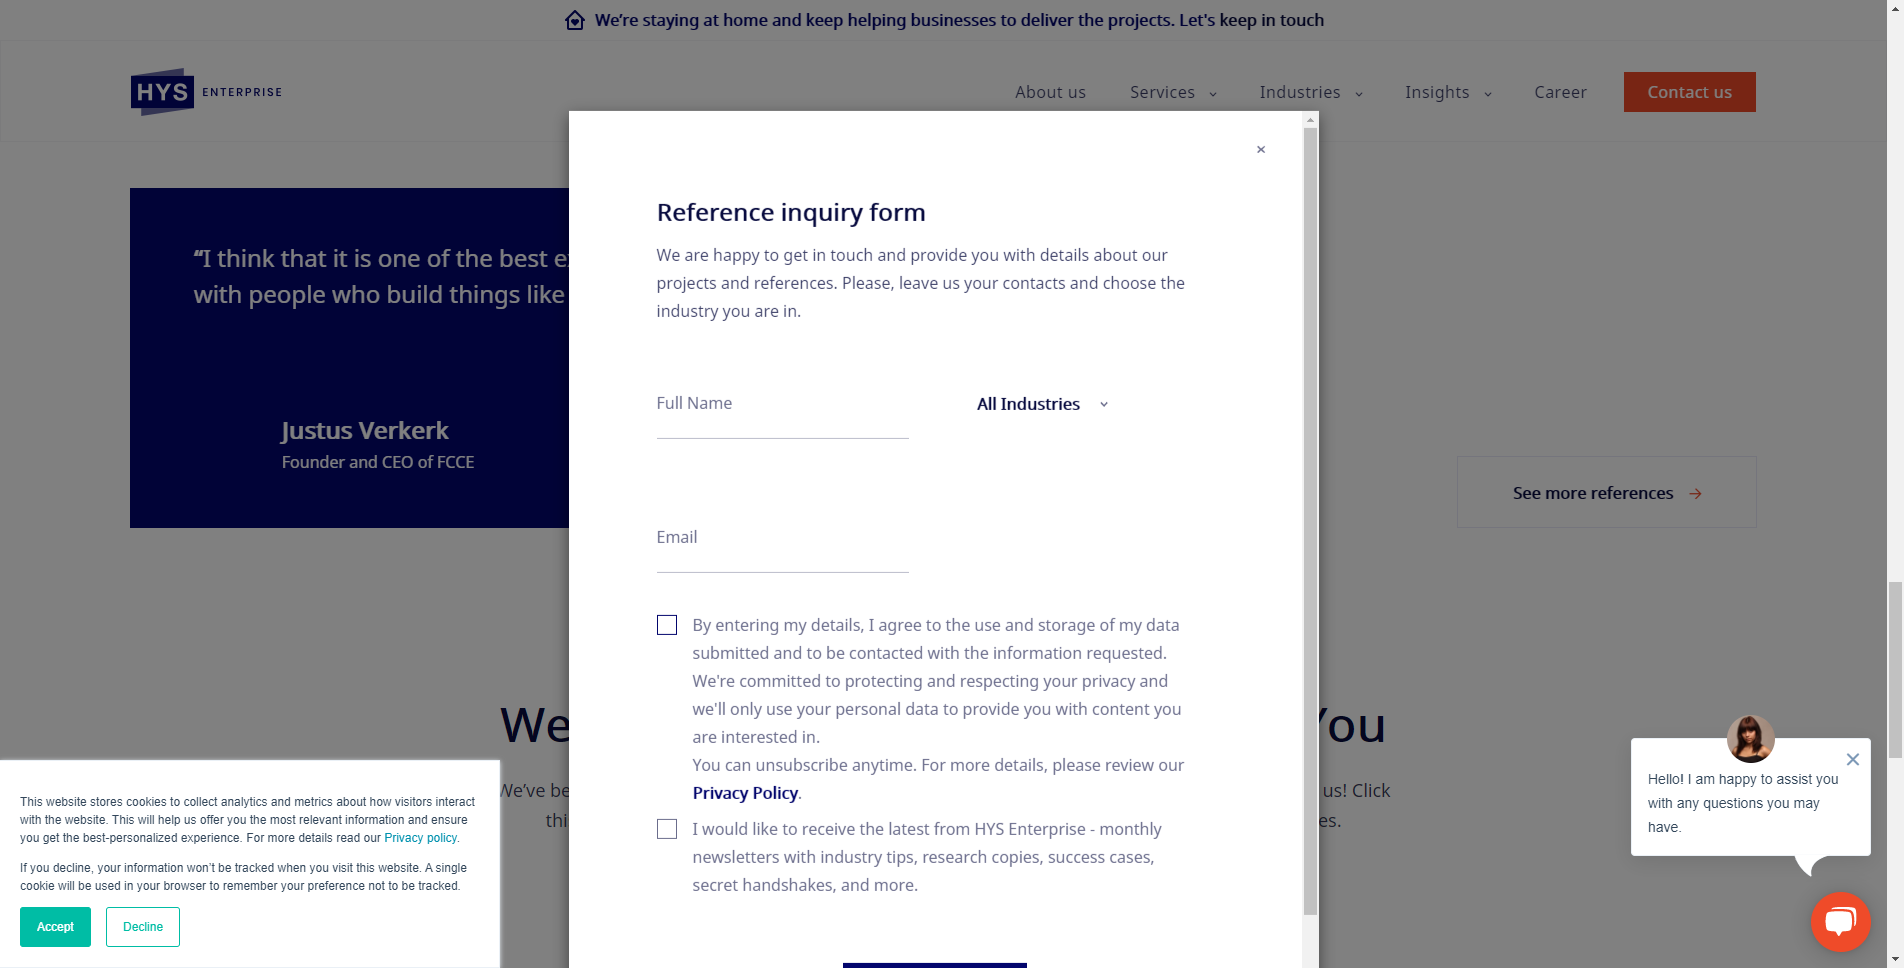 We’re staying at home and keep helping businesses to deliver the projects. Let's keep in touch
HYS ENTERPRISE
About us
Services
Industries
Insights
Career
Contact us
×
“I think that it is one of the best
with people who build things like
Justus Verkerk
Founder and CEO of FCCE
Reference inquiry form
We are happy to get in touch and provide you with details about our
projects and references. Please, leave us your contacts and choose the
industry you are in.
Full Name
All Industries
Email
By entering my details, I agree to the use and storage of my data
submitted and to be contacted with the information requested.
We're committed to protecting and respecting your privacy and
we'll only use your personal data to provide you with content you
are interested in.
You can unsubscribe anytime. For more details, please review our
Privacy Policy.
I would like to receive the latest from HYS Enterprise - monthly
newsletters with industry tips, research copies, success cases,
secret handshakes, and more.
See more references
We You
We’ve us! Click
This website stores cookies to collect analytics and metrics about how visitors interact
with the website. This will help us offer you the most relevant information and ensure
you get the best-personalized experience. For more details read our Privacy policy.
If you decline, your information won’t be tracked when you visit this website. A single
cookie will be used in your browser to remember your preference not to be tracked.
Accept
Decline
Hello! I am happy to assist you
with any questions you may
have.